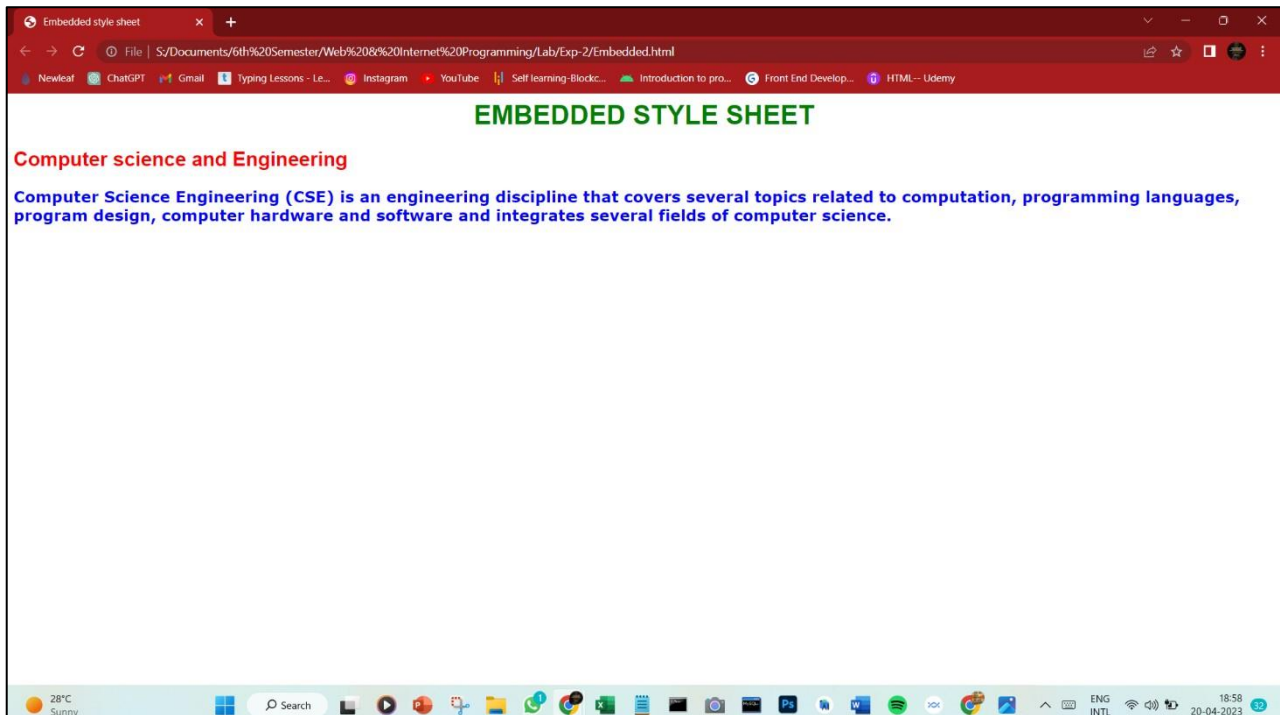 Embedded style sheet
File | S:/Documents/6th%20Semester/Web%20&%20Internet%20Programming/Lab/Exp-2/Embedded.html
Newleaf ChatGPT Gmail Typing Lessons - Le... Instagram YouTube Self learning-Blockc... Introduction to pro... Front End Develop... HTML-- Udemy
EMBEDDED STYLE SHEET
Computer science and Engineering
Computer Science Engineering (CSE) is an engineering discipline that covers several topics related to computation, programming languages,
program design, computer hardware and software and integrates several fields of computer science.
28°C
Sunny
Search
ENG
INTL
18:58
20-04-2023
32